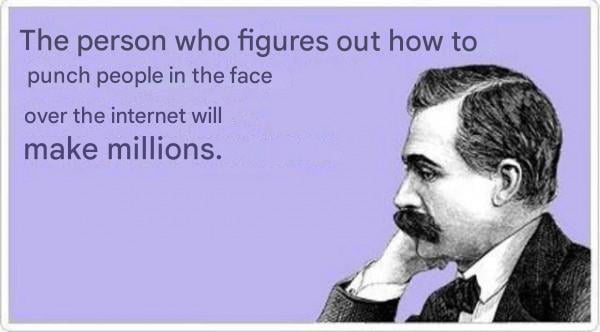 The person who figures out how to
punch people in the face
over the internet will
make millions.